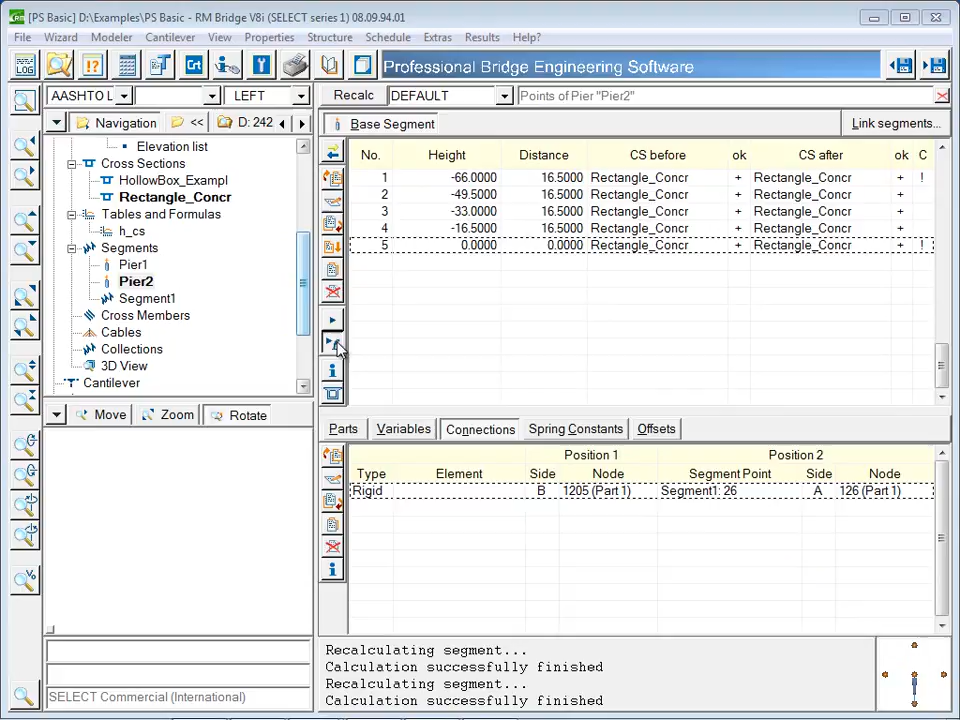 [PS Basic] D:\Examples\PS Basic - RM Bridge V8i (SELECT series 1) 08.09.94.01
File Wizard Modeler Cantilever View Properties Structure Schedule Extras Results Help?
LOG Crt Professional Bridge Engineering Software
AASHTO L LEFT Recalc DEFAULT Points of Pier "Pier2"
Navigation << D: 242 Base Segment Link segments...
Elevation list
Cross Sections
HollowBox_Exampl
Rectangle_Concr
Tables and Formulas
h_cs
Segments
Pier1
Pier2
Segment1
Cross Members
Cables
Collections
3D View
Cantilever
No. Height Distance CS before ok CS after ok C
1 -66.0000 16.5000 Rectangle_Concr + Rectangle_Concr + !
2 -49.5000 16.5000 Rectangle_Concr + Rectangle_Concr +
3 -33.0000 16.5000 Rectangle_Concr + Rectangle_Concr +
4 -16.5000 16.5000 Rectangle_Concr + Rectangle_Concr +
5 0.0000 0.0000 Rectangle_Concr + Rectangle_Concr + !
Move Zoom Rotate
Parts Variables Connections Spring Constants Offsets
Position 1 Position 2
Type Element Side Node Segment Point Side Node
Rigid B 1205 (Part 1) Segment1: 26 A 126 (Part 1)
Recalculating segment...
Calculation successfully finished
Recalculating segment...
Calculation successfully finished
SELECT Commercial (International)